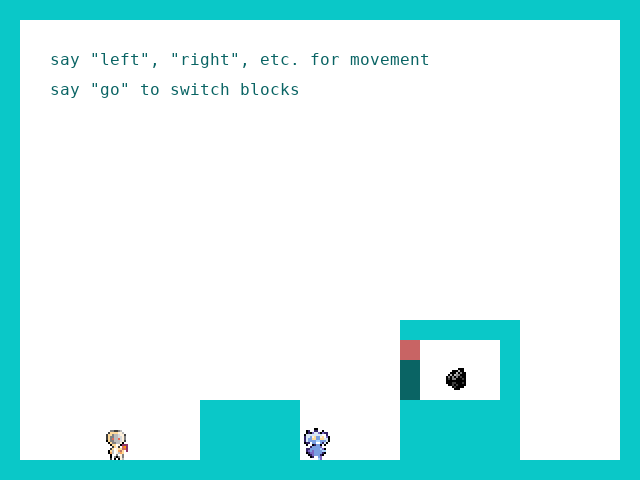 say "left", "right", etc. for movement
say "go" to switch blocks